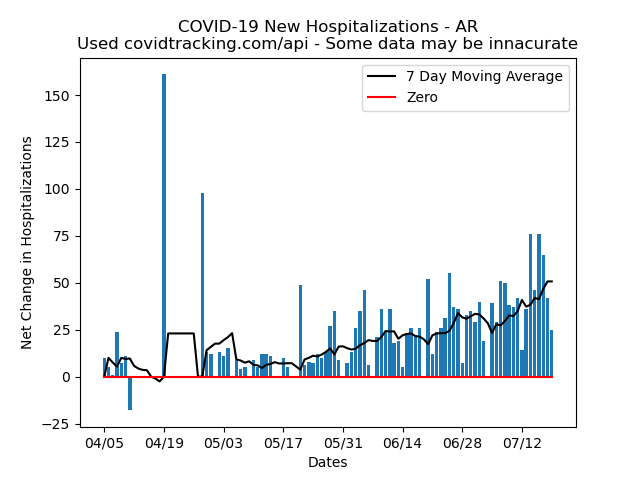 COVID-19 New Hospitalizations - AR
Used covidtracking.com/api - Some data may be innacurate
7 Day Moving Average
Zero
Net Change in Hospitalizations
150
125
100
75
50
25
0
−25
04/05 04/19 05/03 05/17 05/31 06/14 06/28 07/12
Dates